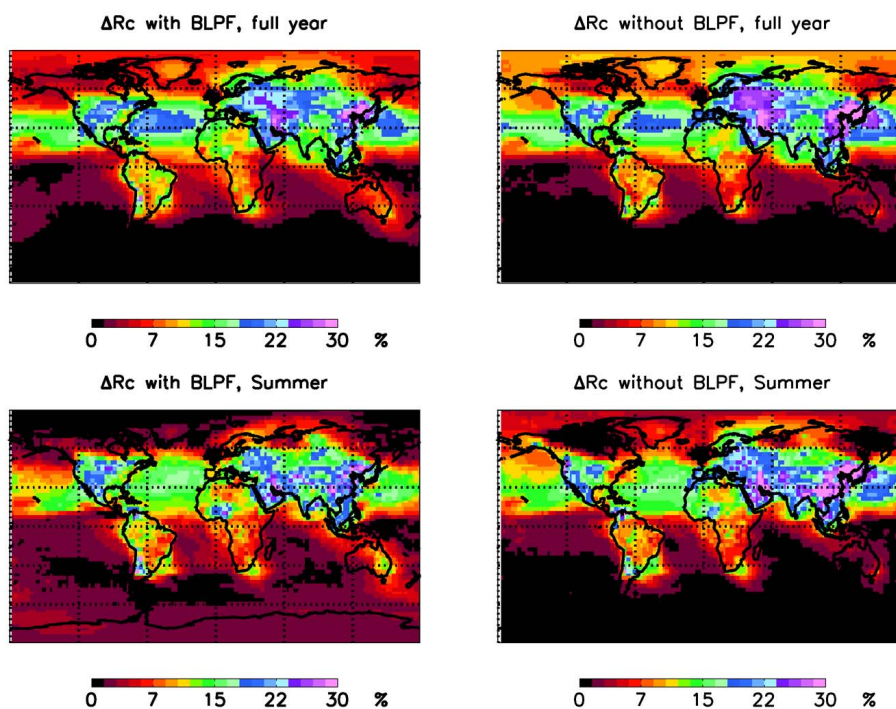 ΔRc with BLPF, full year
ΔRc without BLPF, full year
0 7 15 22 30 %
0 7 15 22 30 %
ΔRc with BLPF, Summer
ΔRc without BLPF, Summer
0 7 15 22 30 %
0 7 15 22 30 %